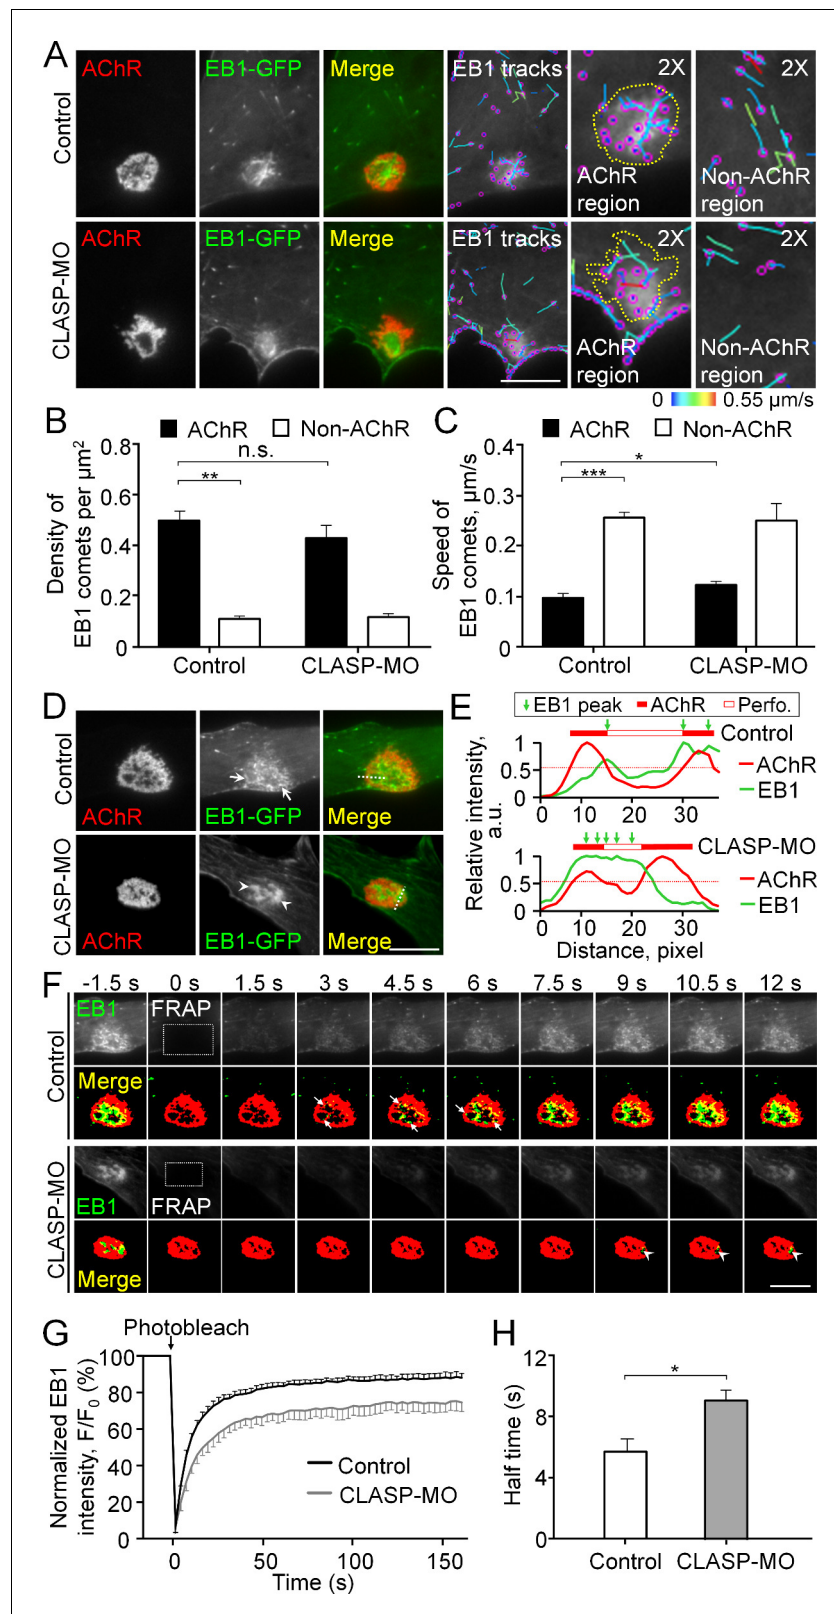 A
AChR EB1-GFP Merge EB1 tracks 2X 2X
Control
AChR region
Non-AChR region
AChR EB1-GFP Merge EB1 tracks 2X 2X
CLASP-MO
AChR region
Non-AChR region
0 0.55 µm/s
B
AChR Non-AChR
n.s.
**
Density of
EB1 comets per µm²
0.8
0.6
0.4
0.2
0
Control CLASP-MO
C
AChR Non-AChR
*
***
Speed of
EB1 comets, µm/s
0.4
0.3
0.2
0.1
0
Control CLASP-MO
D
Control
AChR EB1-GFP Merge
CLASP-MO
AChR EB1-GFP Merge
E
EB1 peak AChR Perfo.
Control
Relative intensity,
a.u.
1
0.5
0
0 10 20 30
AChR
EB1
CLASP-MO
1
0.5
0
0 10 20 30
AChR
EB1
Distance, pixel
F
-1.5 s 0 s 1.5 s 3 s 4.5 s 6 s 7.5 s 9 s 10.5 s 12 s
Control
EB1 FRAP
Merge
CLASP-MO
EB1 FRAP
Merge
G
Photobleach
Normalized EB1
intensity, F/F₀ (%)
100
80
60
40
20
0
Control
CLASP-MO
0 50 100 150
Time (s)
H
*
Half time (s)
12
8
4
0
Control CLASP-MO